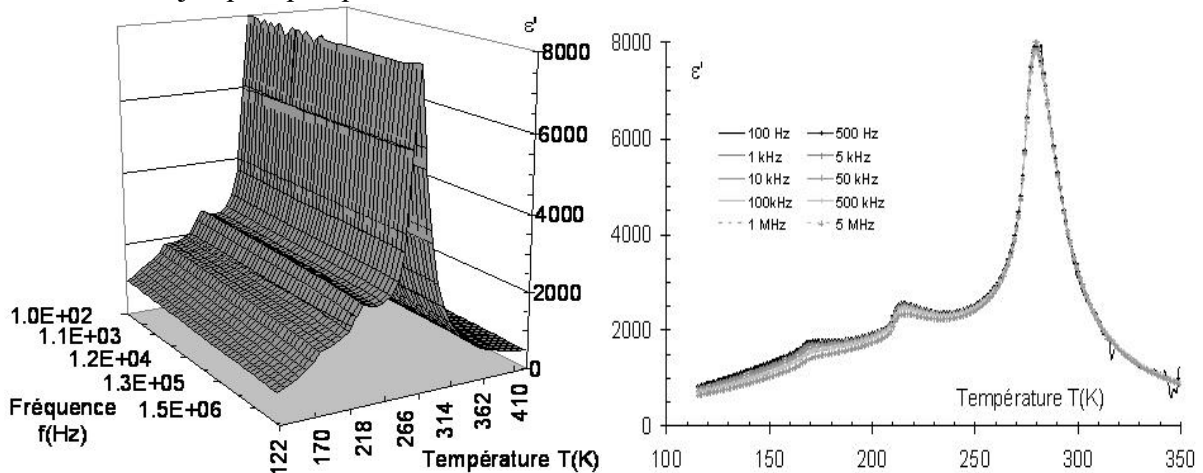 ε'
8000
6000
4000
2000
0
1.0E+02
1.1E+03
1.2E+04
1.3E+05
1.5E+06
Fréquence
f(Hz)
122
170
218
266
314
362
410
Température T(K)
8000
6000
4000
2000
0
ε'
100 Hz 500 Hz
1 kHz 5 kHz
10 kHz 50 kHz
100kHz 500 kHz
1 MHz 5 MHz
Température T(K)
100 150 200 250 300 350